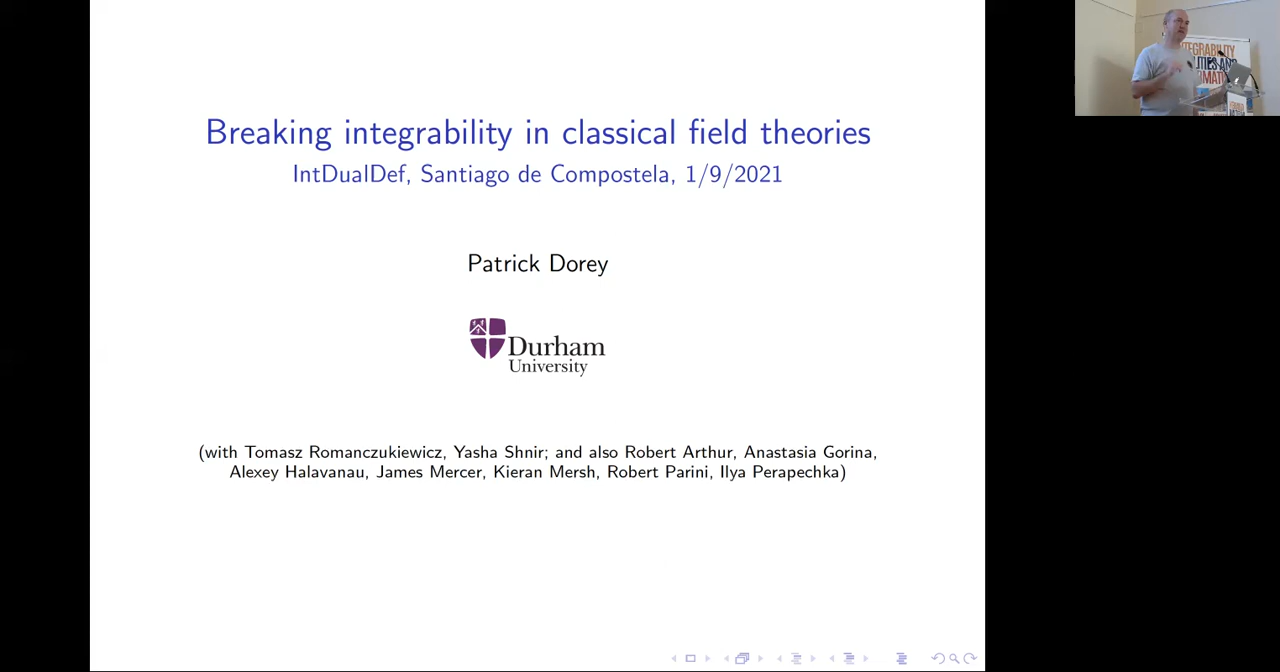 Breaking integrability in classical field theories
IntDualDef, Santiago de Compostela, 1/9/2021
Patrick Dorey
Durham
University
(with Tomasz Romanczukiewicz, Yasha Shnir; and also Robert Arthur, Anastasia Gorina,
Alexey Halavanau, James Mercer, Kieran Mersh, Robert Parini, Ilya Perapechka)